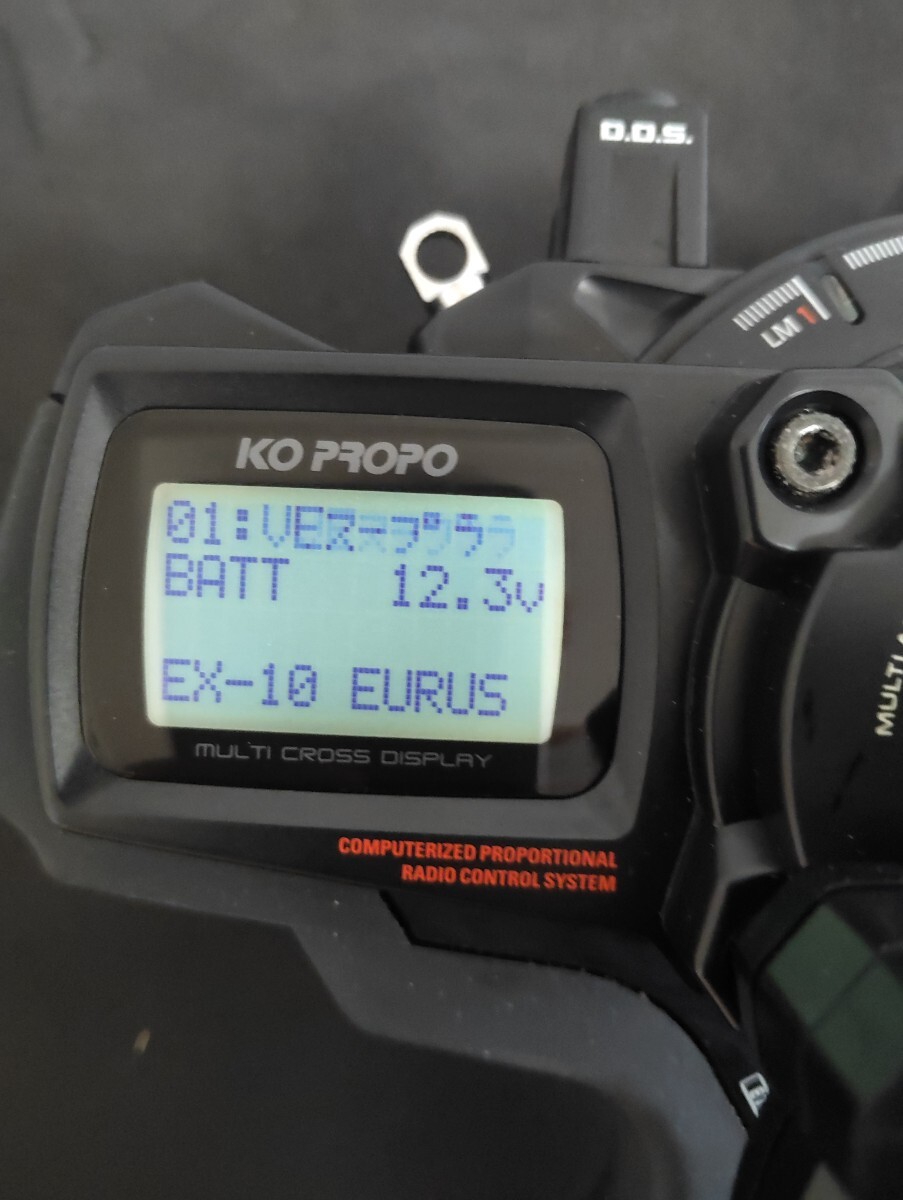 D.D.S.
LM 1
KO PROPO
01:
BATT 12.3v
EX-10 EURUS
MULTI CROSS DISPLAY
COMPUTERIZED PROPORTIONAL
RADIO CONTROL SYSTEM
MULTI